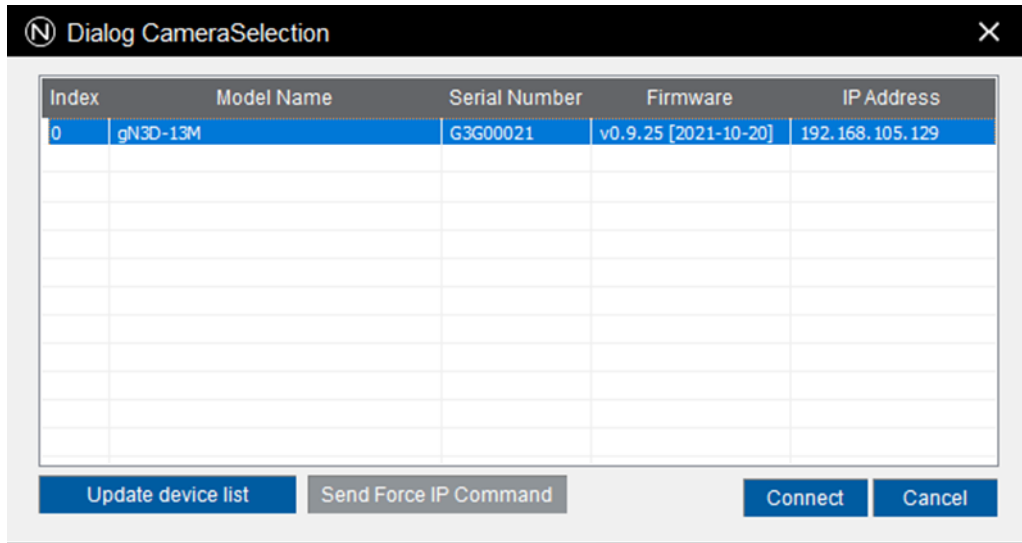 N Dialog CameraSelection
Index Model Name Serial Number Firmware IP Address
0 gN3D-13M G3G00021 v0.9.25 [2021-10-20] 192.168.105.129
Update device list Send Force IP Command Connect Cancel